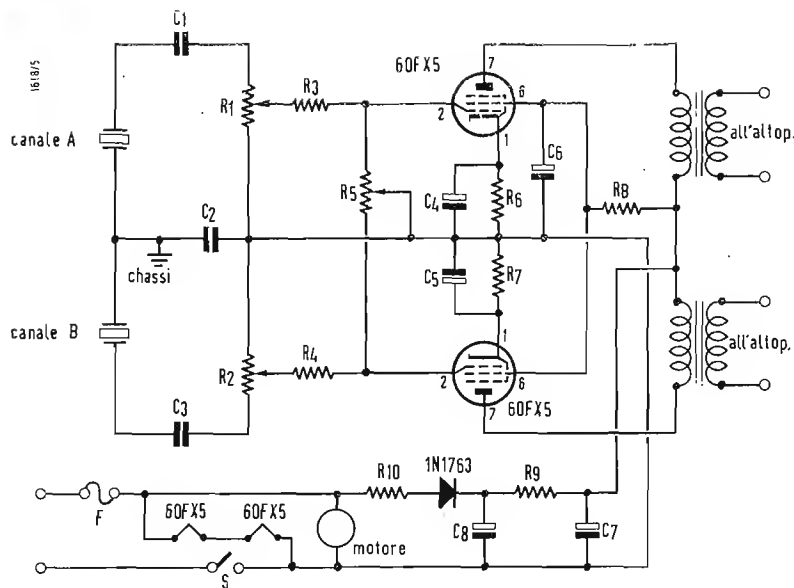 1618/5
C1
60FX5
7
R1
R3
2
6
canale A
1
C6
all'altop.
R5
C4
R6
R8
C2
chassi
C5
R7
canale B
R2
R4
1
2
6
all'altop.
7
60FX5
C3
R10
1N1763
R9
F
60FX5
60FX5
C8
C7
motore
S